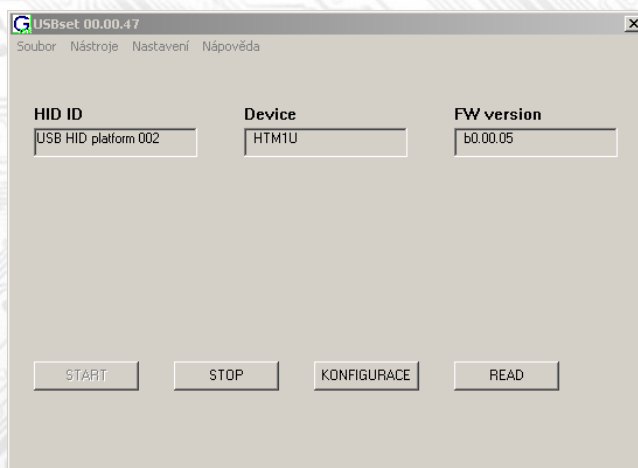 USBset 00.00.47
Soubor Nástroje Nastavení Nápověda
HID ID Device FW version
USB HID platform 002 HTM1U b0.00.05
START STOP KONFIGURACE READ